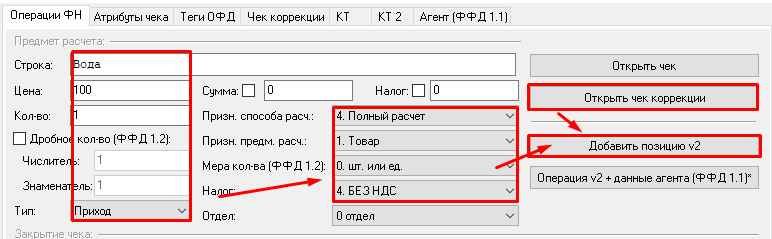 Операции ФН Атрибуты чека Теги ОФД Чек коррекции КТ КТ 2 Агент (ФФД 1.1)
Предмет расчета:
Строка: Вода Открыть чек
Цена: 100 Сумма: 0 Налог: 0 Открыть чек коррекции
Кол-во: 1 Призн. способа расч.: 4. Полный расчет
Дробное кол-во (ФФД 1.2): Призн. предм. расч.: 1. Товар Добавить позицию v2
Числитель: 1 Мера кол-ва (ФФД 1.2): 0. шт. или ед.
Знаменатель: 1 Налог: 4. БЕЗ НДС Операция v2 + данные агента (ФФД 1.1)*
Тип: Приход Отдел: 0 отдел
Закрытие чека: